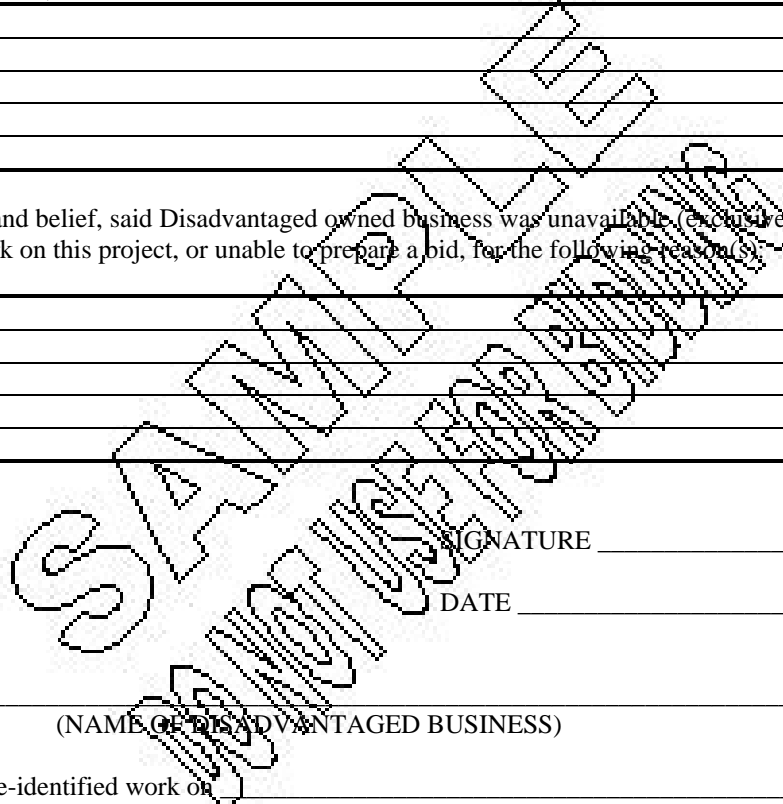 and belief, said Disadvantaged owned business was unavailable (exclusive
k on this project, or unable to prepare a bid, for the following reason(s):
SAMPLE
DO NOT USE FOR BIDDING
SIGNATURE
DATE
(NAME OF DISADVANTAGED BUSINESS)
e-identified work on